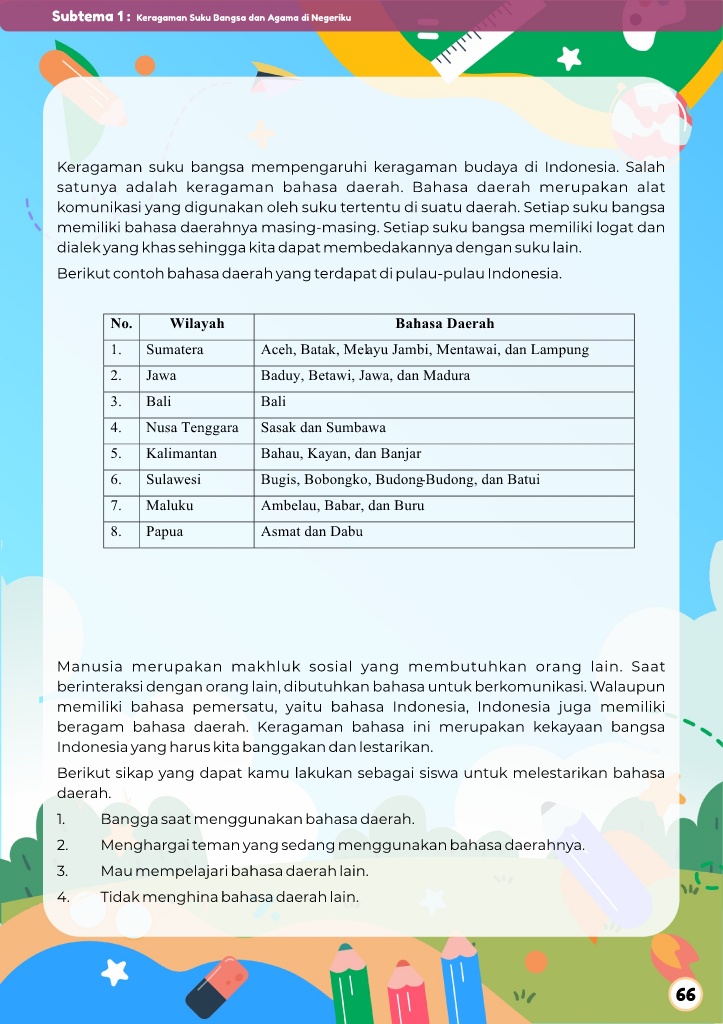 Subtema 1 : Keragaman Suku Bangsa dan Agama di Negeriku
Keragaman suku bangsa mempengaruhi keragaman budaya di Indonesia. Salah
satunya adalah keragaman bahasa daerah. Bahasa daerah merupakan alat
komunikasi yang digunakan oleh suku tertentu di suatu daerah. Setiap suku bangsa
memiliki bahasa daerahnya masing-masing. Setiap suku bangsa memiliki logat dan
dialek yang khas sehingga kita dapat membedakannya dengan suku lain.
Berikut contoh bahasa daerah yang terdapat di pulau-pulau Indonesia.
No. Wilayah Bahasa Daerah
1. Sumatera Aceh, Batak, Melayu Jambi, Mentawai, dan Lampung
2. Jawa Baduy, Betawi, Jawa, dan Madura
3. Bali Bali
4. Nusa Tenggara Sasak dan Sumbawa
5. Kalimantan Bahau, Kayan, dan Banjar
6. Sulawesi Bugis, Bobongko, Budong-Budong, dan Batui
7. Maluku Ambelau, Babar, dan Buru
8. Papua Asmat dan Dabu
Manusia merupakan makhluk sosial yang membutuhkan orang lain. Saat
berinteraksi dengan orang lain, dibutuhkan bahasa untuk berkomunikasi. Walaupun
memiliki bahasa pemersatu, yaitu bahasa Indonesia, Indonesia juga memiliki
beragam bahasa daerah. Keragaman bahasa ini merupakan kekayaan bangsa
Indonesia yang harus kita banggakan dan lestarikan.
Berikut sikap yang dapat kamu lakukan sebagai siswa untuk melestarikan bahasa
daerah.
1. Bangga saat menggunakan bahasa daerah.
2. Menghargai teman yang sedang menggunakan bahasa daerahnya.
3. Mau mempelajari bahasa daerah lain.
4. Tidak menghina bahasa daerah lain.
66